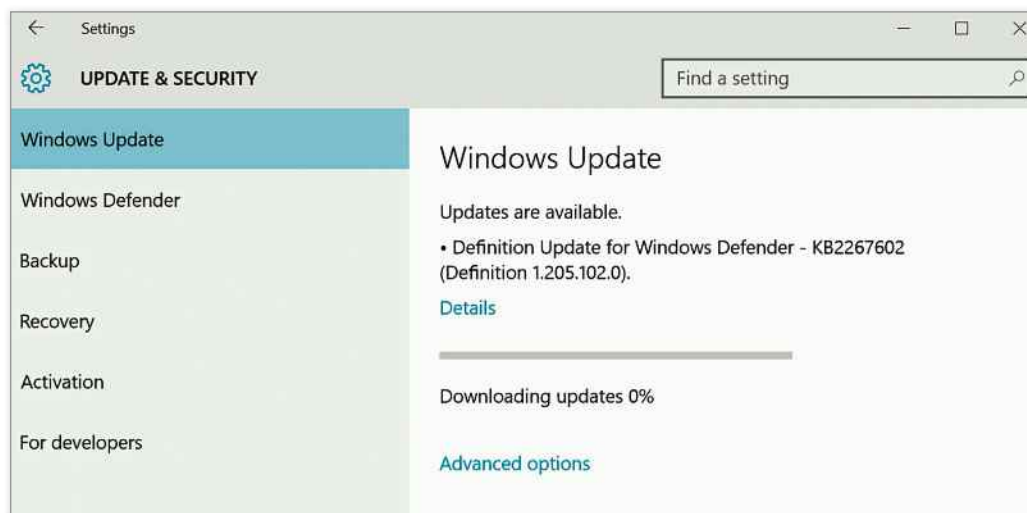 Settings
UPDATE & SECURITY
Find a setting
Windows Update
Windows Defender
Backup
Recovery
Activation
For developers
Windows Update
Updates are available.
• Definition Update for Windows Defender - KB2267602
(Definition 1.205.102.0).
Details
Downloading updates 0%
Advanced options